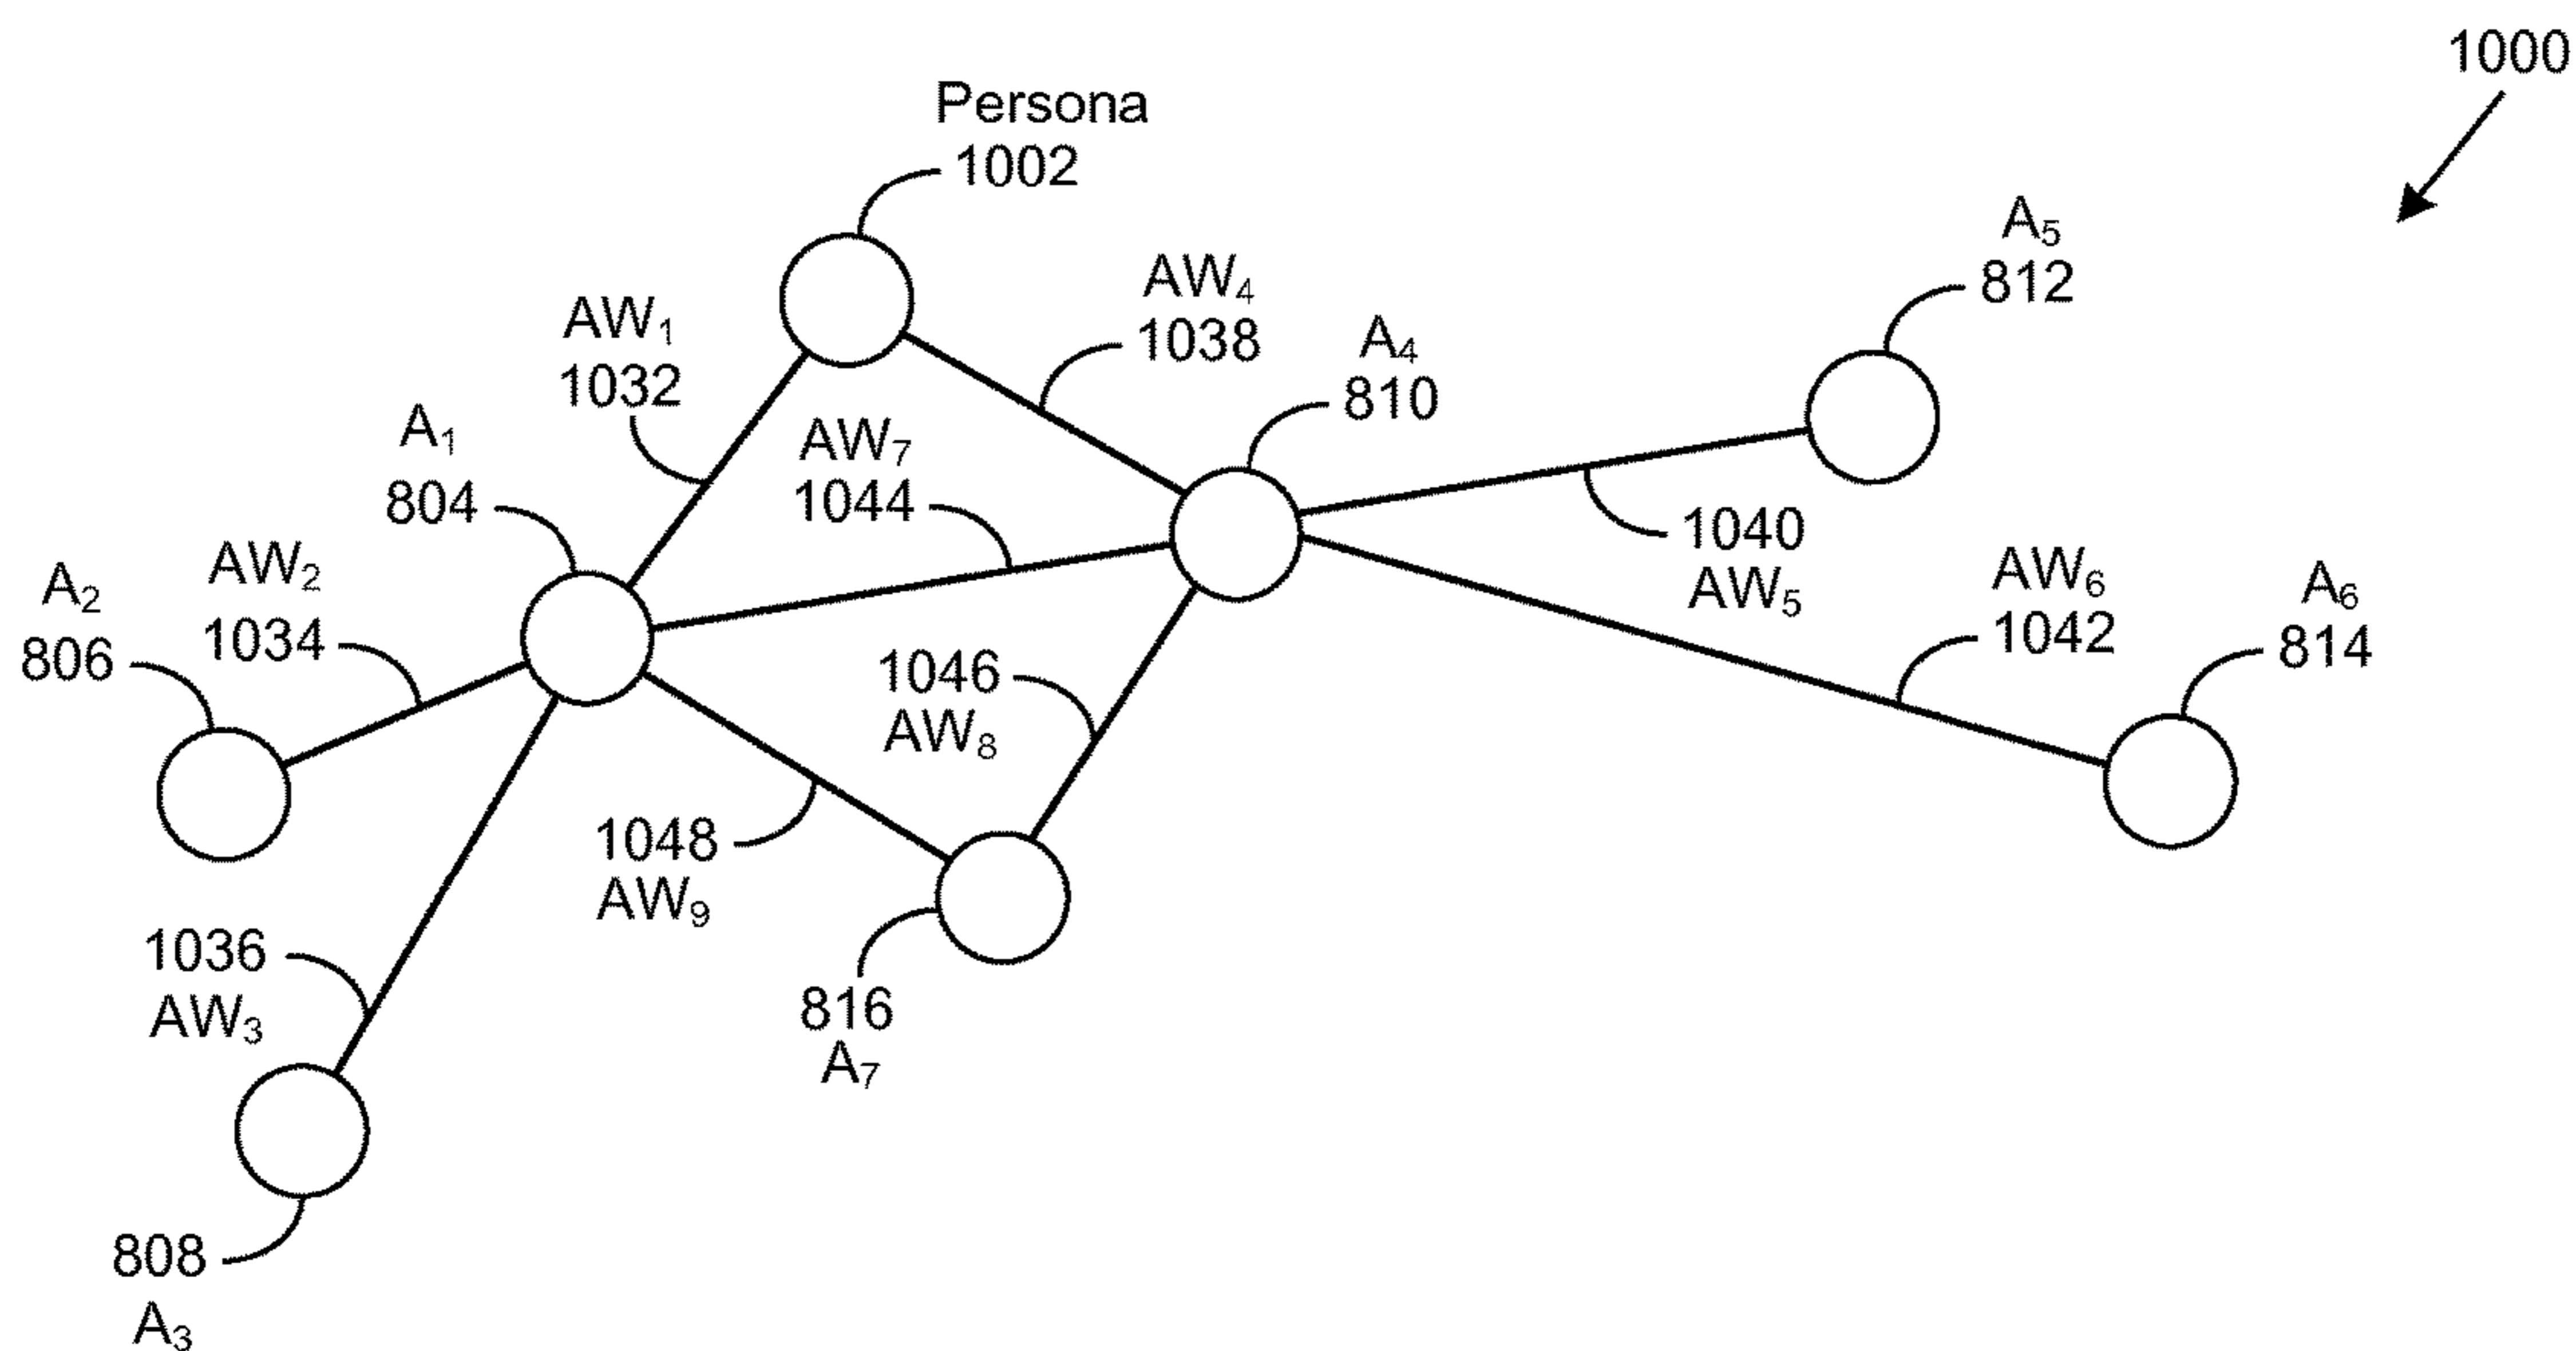 1000
Persona
1002
A₅
812
AW₄
1038
AW₁
1032
A₄
810
A₁
804
AW₇
1044
1040
AW₅
AW₂
1034
A₂
806
AW₆
1042
A₆
814
1046
AW₈
1048
AW₉
1036
AW₃
816
A₇
808
A₃